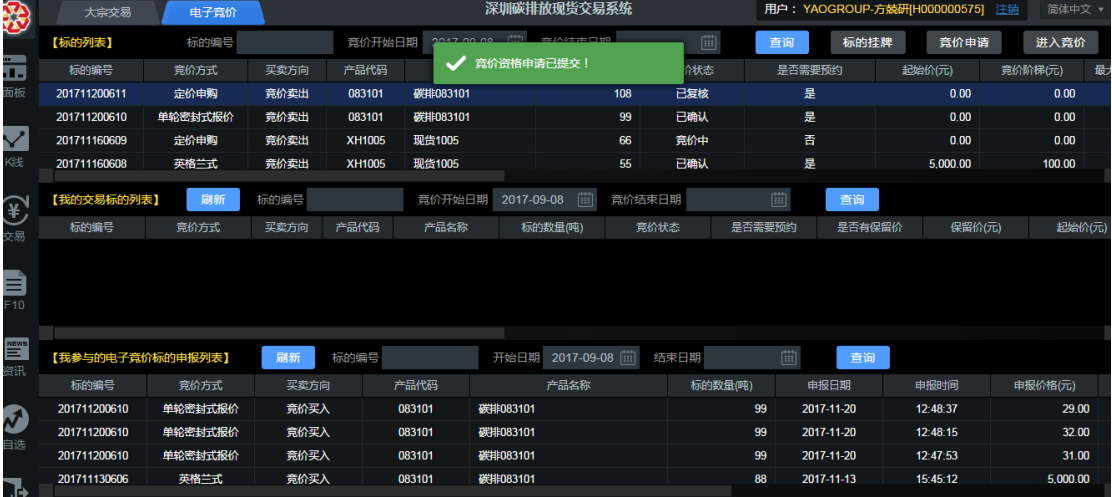 大宗交易 电子竞价 深圳碳排放现货交易系统 用户： YAOGROUP-方兢研[H000000575] 注销 简体中文
【标的列表】 标的编号 竞价开始日期 2017-09-08 竞价结束日期 查询 标的挂牌 竞价申请 进入竞价
竞价资格申请已提交！
标的编号 竞价方式 买卖方向 产品代码 价状态 是否需要预约 起始价(元) 竞价阶梯(元) 最大
面板
201711200611 定价申购 竞价卖出 083101 碳排083101 108 已复核 是 0.00 0.00
201711200610 单轮密封式报价 竞价卖出 083101 碳排083101 99 已确认 是 0.00 0.00
201711160609 定价申购 竞价卖出 XH1005 现货1005 66 竞价中 否 0.00 0.00
K线
201711160608 英格兰式 竞价卖出 XH1005 现货1005 55 已确认 是 5,000.00 100.00
【我的交易标的列表】 刷新 标的编号 竞价开始日期 2017-09-08 竞价结束日期 查询
标的编号 竞价方式 买卖方向 产品代码 产品名称 标的数量(吨) 竞价状态 是否需要预约 是否有保留价 保留价(元) 起始价(元)
交易
F10
NEWS
【我参与的电子竞价标的申报列表】 刷新 标的编号 开始日期 2017-09-08 结束日期 查询
资讯
标的编号 竞价方式 买卖方向 产品代码 产品名称 标的数量(吨) 申报日期 申报时间 申报价格(元)
201711200610 单轮密封式报价 竞价买入 083101 碳排083101 99 2017-11-20 12:48:37 29.00
201711200610 单轮密封式报价 竞价买入 083101 碳排083101 99 2017-11-20 12:48:15 32.00
自选
201711200610 单轮密封式报价 竞价买入 083101 碳排083101 99 2017-11-20 12:47:53 31.00
201711130606 英格兰式 竞价买入 083101 碳排083101 88 2017-11-13 15:45:12 5,000.00